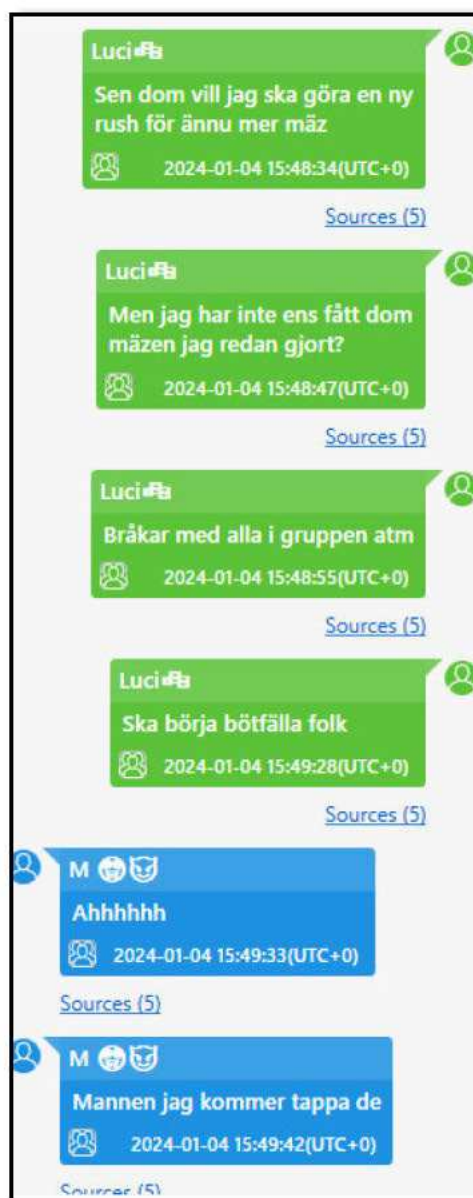 Luci
Sen dom vill jag ska göra en ny
rush för ännu mer mäz
2024-01-04 15:48:34(UTC+0)
Sources (5)
Luci
Men jag har inte ens fått dom
mäzen jag redan gjort?
2024-01-04 15:48:47(UTC+0)
Sources (5)
Luci
Bråkar med alla i gruppen atm
2024-01-04 15:48:55(UTC+0)
Sources (5)
Luci
Ska börja bötfälla folk
2024-01-04 15:49:28(UTC+0)
Sources (5)
M
Ahhhhhh
2024-01-04 15:49:33(UTC+0)
Sources (5)
M
Mannen jag kommer tappa de
2024-01-04 15:49:42(UTC+0)
Sources (5)